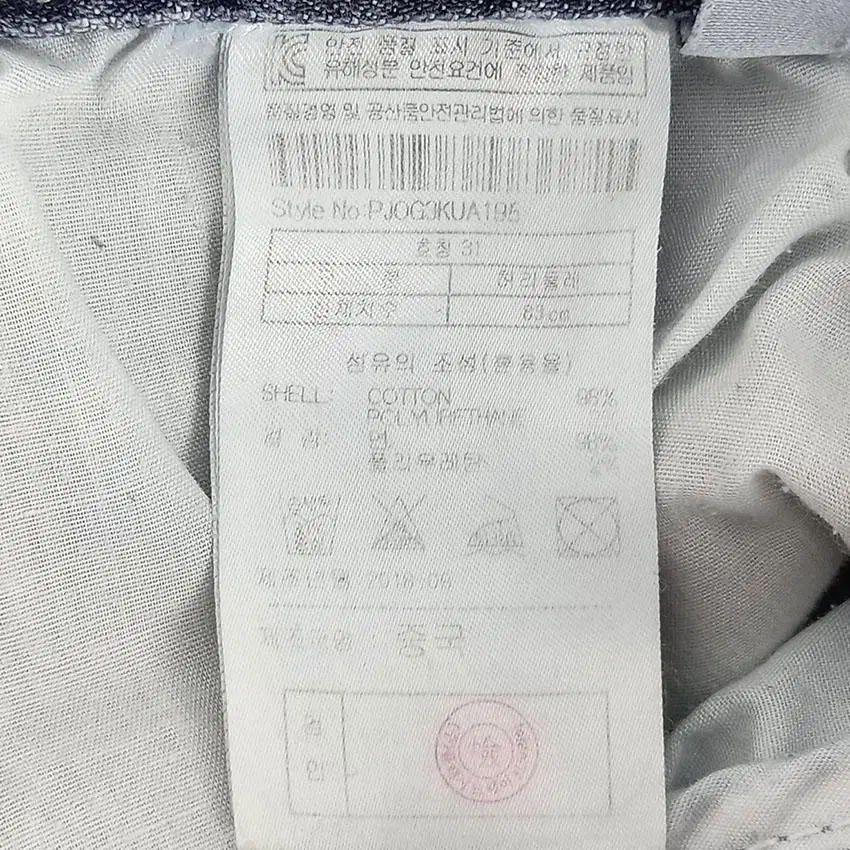 안전 품질 표시 기준에서 규정한
유해성분 안전요건에 적합한 제품임
품질경영 및 공산품안전관리법에 의한 품질표시
Style No:PJOG3KUA195
호칭 31
허리둘레
인체치수 83cm
섬유의 조성(혼용율)
SHELL: COTTON 98%
POLYURETHANE
겉 감: 면 98%
폴리우레탄 2%
제조년월 2016-09
제조국명 중국
검
인